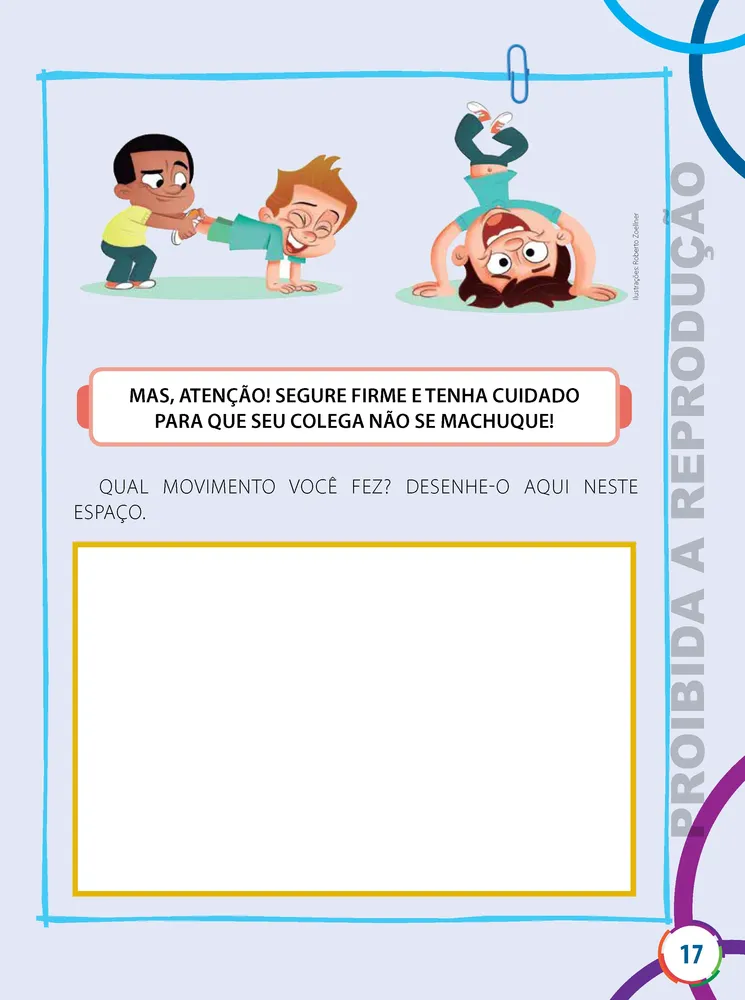 Ilustrações: Roberto Zoellner
MAS, ATENÇÃO! SEGURE FIRME E TENHA CUIDADO
PARA QUE SEU COLEGA NÃO SE MACHUQUE!
QUAL MOVIMENTO VOCÊ FEZ? DESENHE-O AQUI NESTE
ESPAÇO.
PROIBIDA A REPRODUÇÃO
17